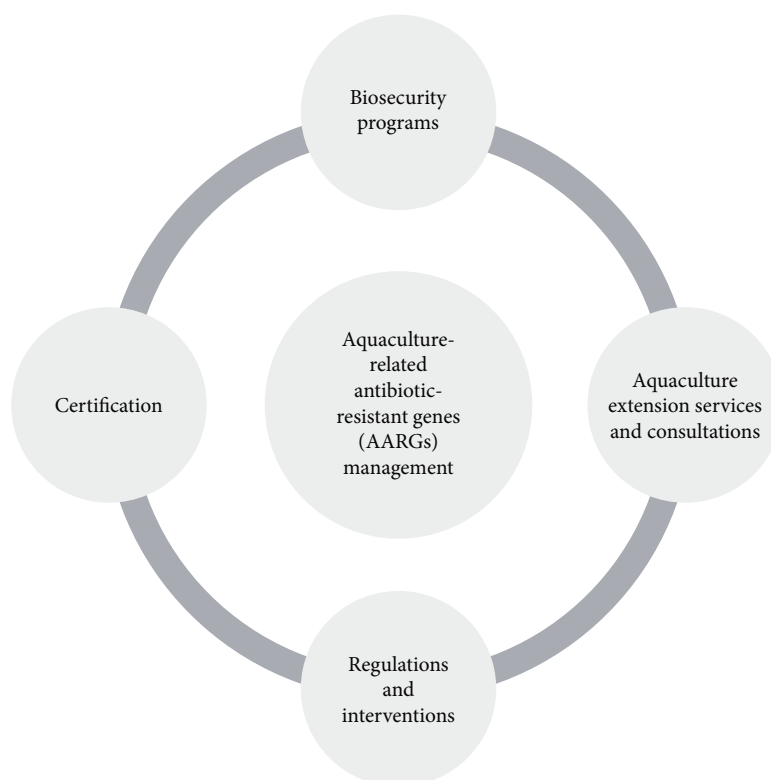 Biosecurity
programs
Certification
Aquaculture-
related
antibiotic-
resistant genes
(AARGs)
management
Aquaculture
extension services
and consultations
Regulations
and
interventions